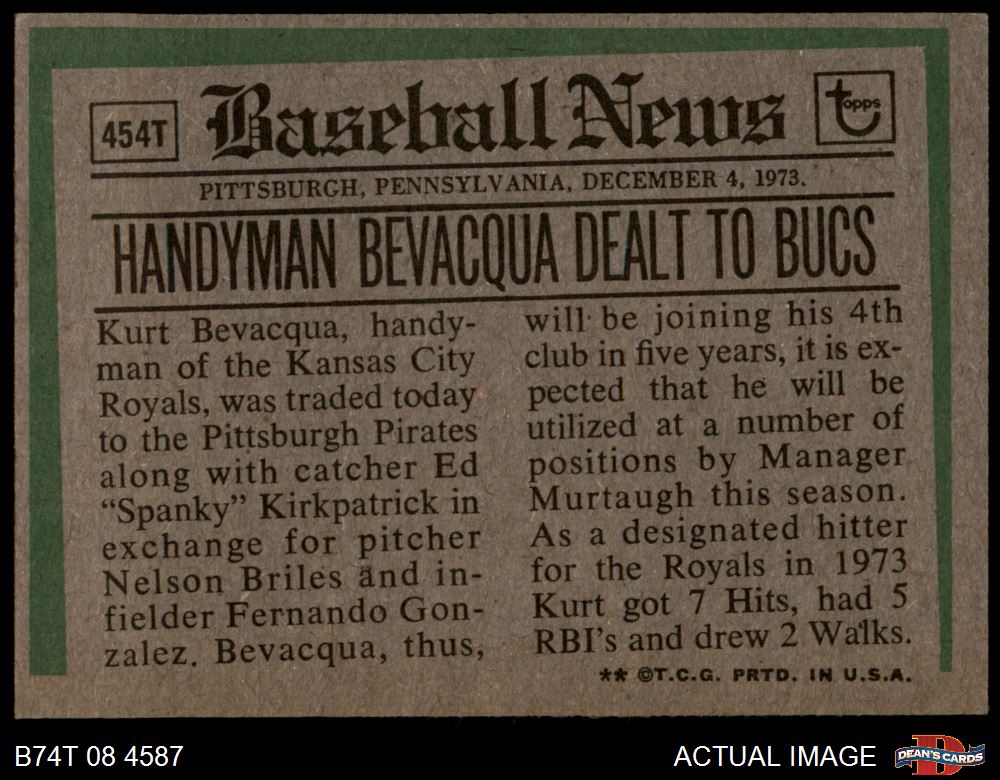 454T
Baseball News
topps
PITTSBURGH, PENNSYLVANIA, DECEMBER 4, 1973.
HANDYMAN BEVACQUA DEALT TO BUCS
Kurt Bevacqua, handy-
man of the Kansas City
Royals, was traded today
to the Pittsburgh Pirates
along with catcher Ed
“Spanky” Kirkpatrick in
exchange for pitcher
Nelson Briles and in-
fielder Fernando Gon-
zalez. Bevacqua, thus,
will be joining his 4th
club in five years, it is ex-
pected that he will be
utilized at a number of
positions by Manager
Murtaugh this season.
As a designated hitter
for the Royals in 1973
Kurt got 7 Hits, had 5
RBI's and drew 2 Walks.
** ©T.C.G. PRTD. IN U.S.A.
B74T 08 4587
ACTUAL IMAGE
D
DEAN'S CARDS